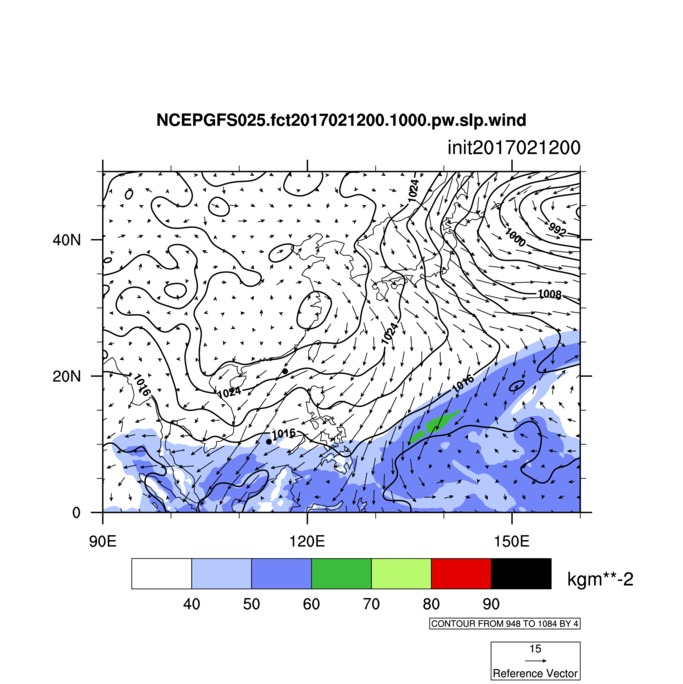 NCEPGFS025.fct2017021200.1000.pw.slp.wind
init2017021200
1024
992
1000
40N
1008
1024
20N
1016
1016
1024
1016
0
90E 120E 150E
kgm**-2
40 50 60 70 80 90
CONTOUR FROM 948 TO 1084 BY 4
15
Reference Vector